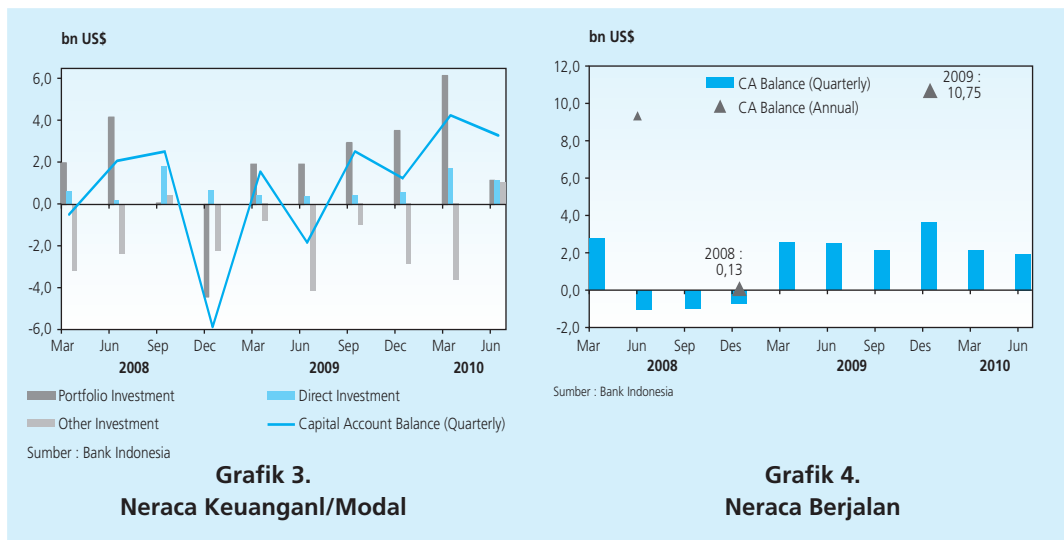 bn US$
6,0
4,0
2,0
0,0
-2,0
-4,0
-6,0
Mar Jun Sep Dec Mar Jun Sep Dec Mar Jun
2008 2009 2010
Portfolio Investment Direct Investment
Other Investment Capital Account Balance (Quarterly)
Sumber : Bank Indonesia
Grafik 3.
Neraca Keuanganl/Modal
bn US$
12,0
10,0
8,0
6,0
4,0
2,0
0,0
-2,0
CA Balance (Quarterly)
CA Balance (Annual)
2009 :
10,75
2008 :
0,13
Mar Jun Sep Des Mar Jun Sep Des Mar Jun
2008 2009 2010
Sumber : Bank Indonesia
Grafik 4.
Neraca Berjalan